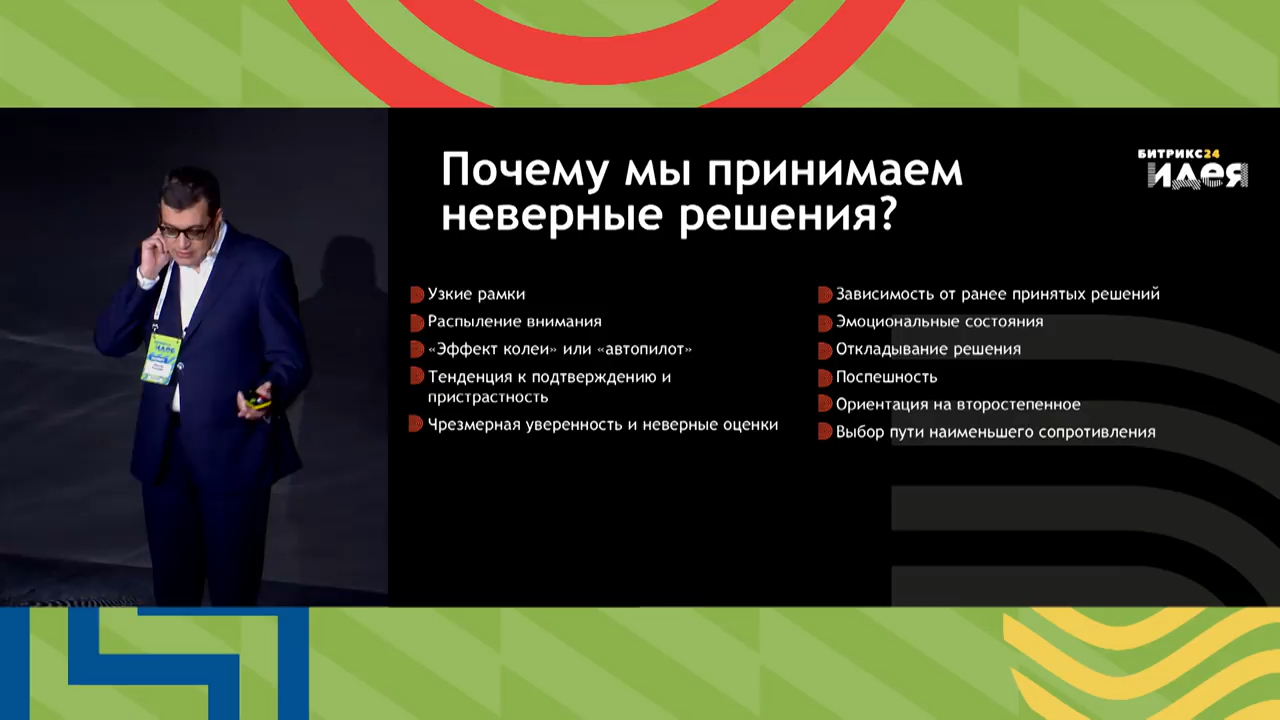 Почему мы принимаем
неверные решения?
БИТРИКС24
идея
Узкие рамки
Распыление внимания
«Эффект колеи» или «автопилот»
Тенденция к подтверждению и
пристрастность
Чрезмерная уверенность и неверные оценки
Зависимость от ранее принятых решений
Эмоциональные состояния
Откладывание решения
Поспешность
Ориентация на второстепенное
Выбор пути наименьшего сопротивления